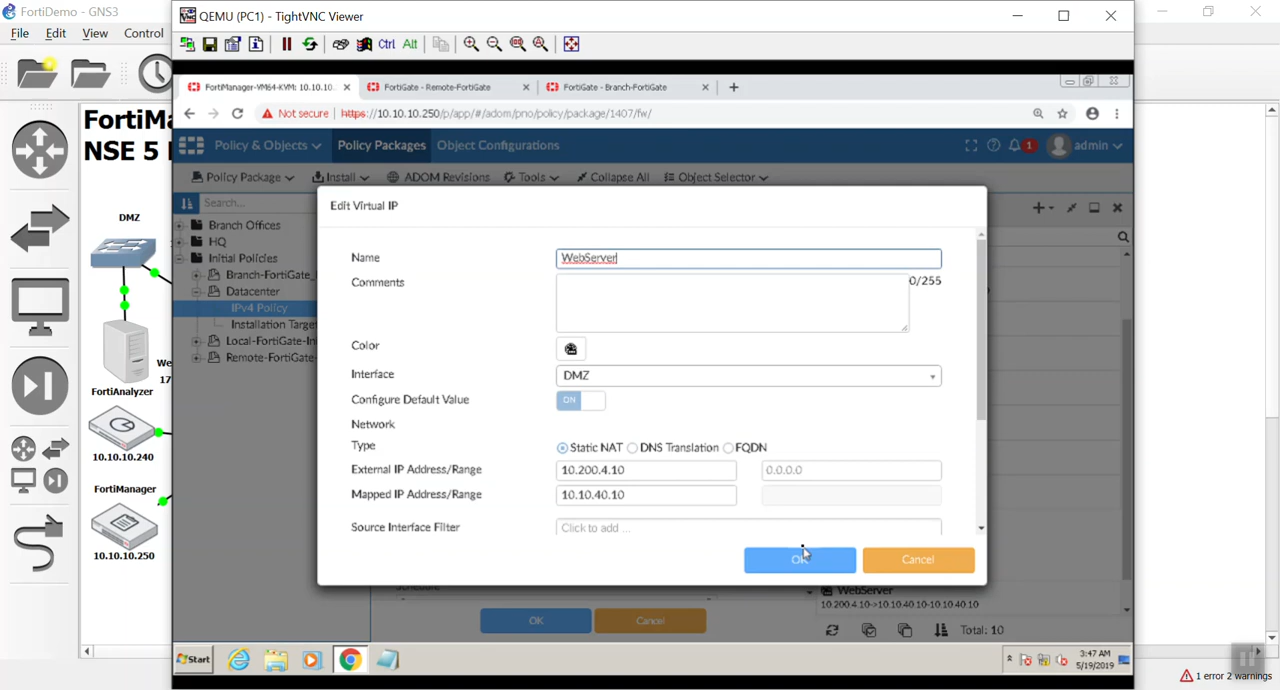 FortiDemo - GNS3
File Edit View Control
QEMU (PC1) - TightVNC Viewer
Ctrl Alt
FortiManager-VM64-KVM: 10.10.10. FortiGate - Remote-FortiGate FortiGate - Branch-FortiGate
Not secure https://10.10.10.250/p/app/#/adom/pno/policy/package/1407/fw/
Policy & Objects Policy Packages Object Configurations 1 admin
Policy Package Install ADOM Revisions Tools Collapse All Object Selector
Search...
Branch Offices
HQ
Initial Policies
Branch-FortiGate_
Datacenter
IPv4 Policy
Installation Targe
Local-FortiGate-In
Remote-FortiGate-
Edit Virtual IP
Name WebServer
Comments 0/255
Color
Interface DMZ
Configure Default Value ON
Network
Type Static NAT DNS Translation FQDN
External IP Address/Range 10.200.4.10 0.0.0.0
Mapped IP Address/Range 10.10.40.10
Source Interface Filter Click to add ...
OK Cancel
WebServer
10.200.4.10->10.10.40.10-10.10.40.10
OK Cancel
Total: 10
Start
3:47 AM
5/19/2019
FortiMa
NSE 5
DMZ
We
17
FortiAnalyzer
10.10.10.240
FortiManager
10.10.10.250
1 error 2 warnings